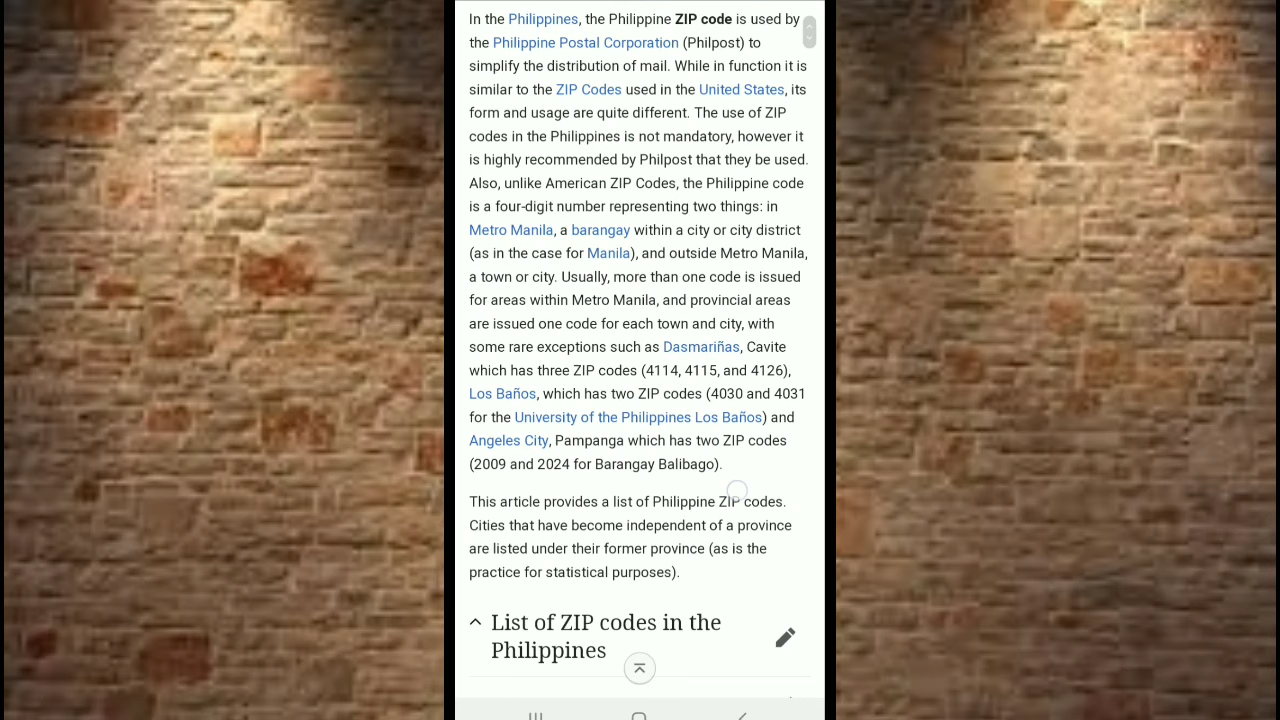 In the Philippines, the Philippine ZIP code is used by
the Philippine Postal Corporation (Philpost) to
simplify the distribution of mail. While in function it is
similar to the ZIP Codes used in the United States, its
form and usage are quite different. The use of ZIP
codes in the Philippines is not mandatory, however it
is highly recommended by Philpost that they be used.
Also, unlike American ZIP Codes, the Philippine code
is a four-digit number representing two things: in
Metro Manila, a barangay within a city or city district
(as in the case for Manila), and outside Metro Manila,
a town or city. Usually, more than one code is issued
for areas within Metro Manila, and provincial areas
are issued one code for each town and city, with
some rare exceptions such as Dasmariñas, Cavite
which has three ZIP codes (4114, 4115, and 4126),
Los Baños, which has two ZIP codes (4030 and 4031
for the University of the Philippines Los Baños) and
Angeles City, Pampanga which has two ZIP codes
(2009 and 2024 for Barangay Balibago).
This article provides a list of Philippine ZIP codes.
Cities that have become independent of a province
are listed under their former province (as is the
practice for statistical purposes).
List of ZIP codes in the
Philippines